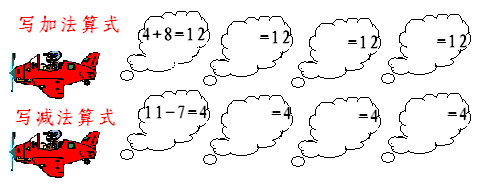 写加法算式
4+8=12 =12 =12 =12
写减法算式
11-7=4 =4 =4 =4